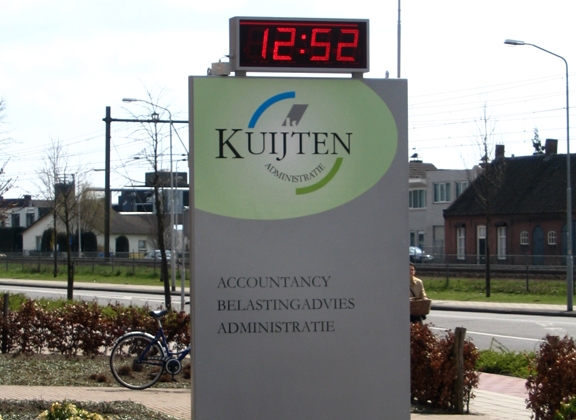 12:52
KUIJTEN
ADMINISTRATIE
ACCOUNTANCY
BELASTINGADVIES
ADMINISTRATIE